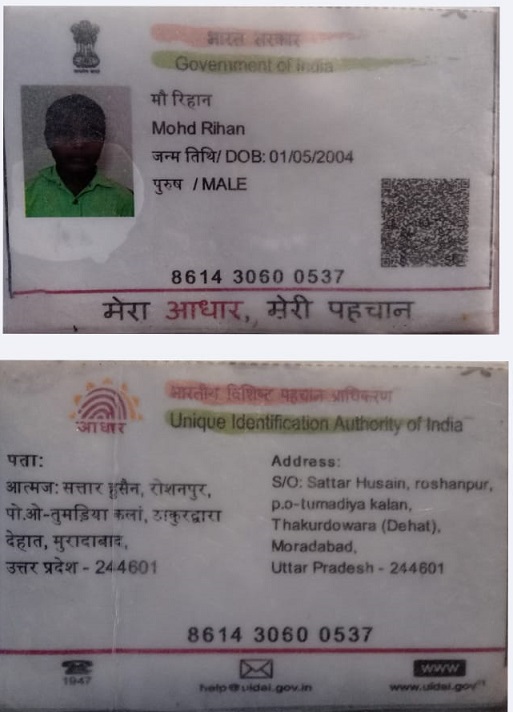 भारत सरकार
Government of India
मौ रिहान
Mohd Rihan
जन्म तिथि/ DOB: 01/05/2004
पुरुष / MALE
8614 3060 0537
मेरा आधार, मेरी पहचान
भारतीय विशिष्ट पहचान प्राधिकरण
Unique Identification Authority of India
आधार
पता:
आत्मज: सत्तार हुसैन, रोशनपुर,
पो.ओ-तुमड़िया कलां, ठाकुरद्वारा
देहात, मुरादाबाद,
उत्तर प्रदेश - 244601
Address:
S/O: Sattar Husain, roshanpur,
p.o-tumadiya kalan,
Thakurdowara (Dehat),
Moradabad,
Uttar Pradesh - 244601
8614 3060 0537
1947
help@uidai.gov.in
www
www.uidai.gov